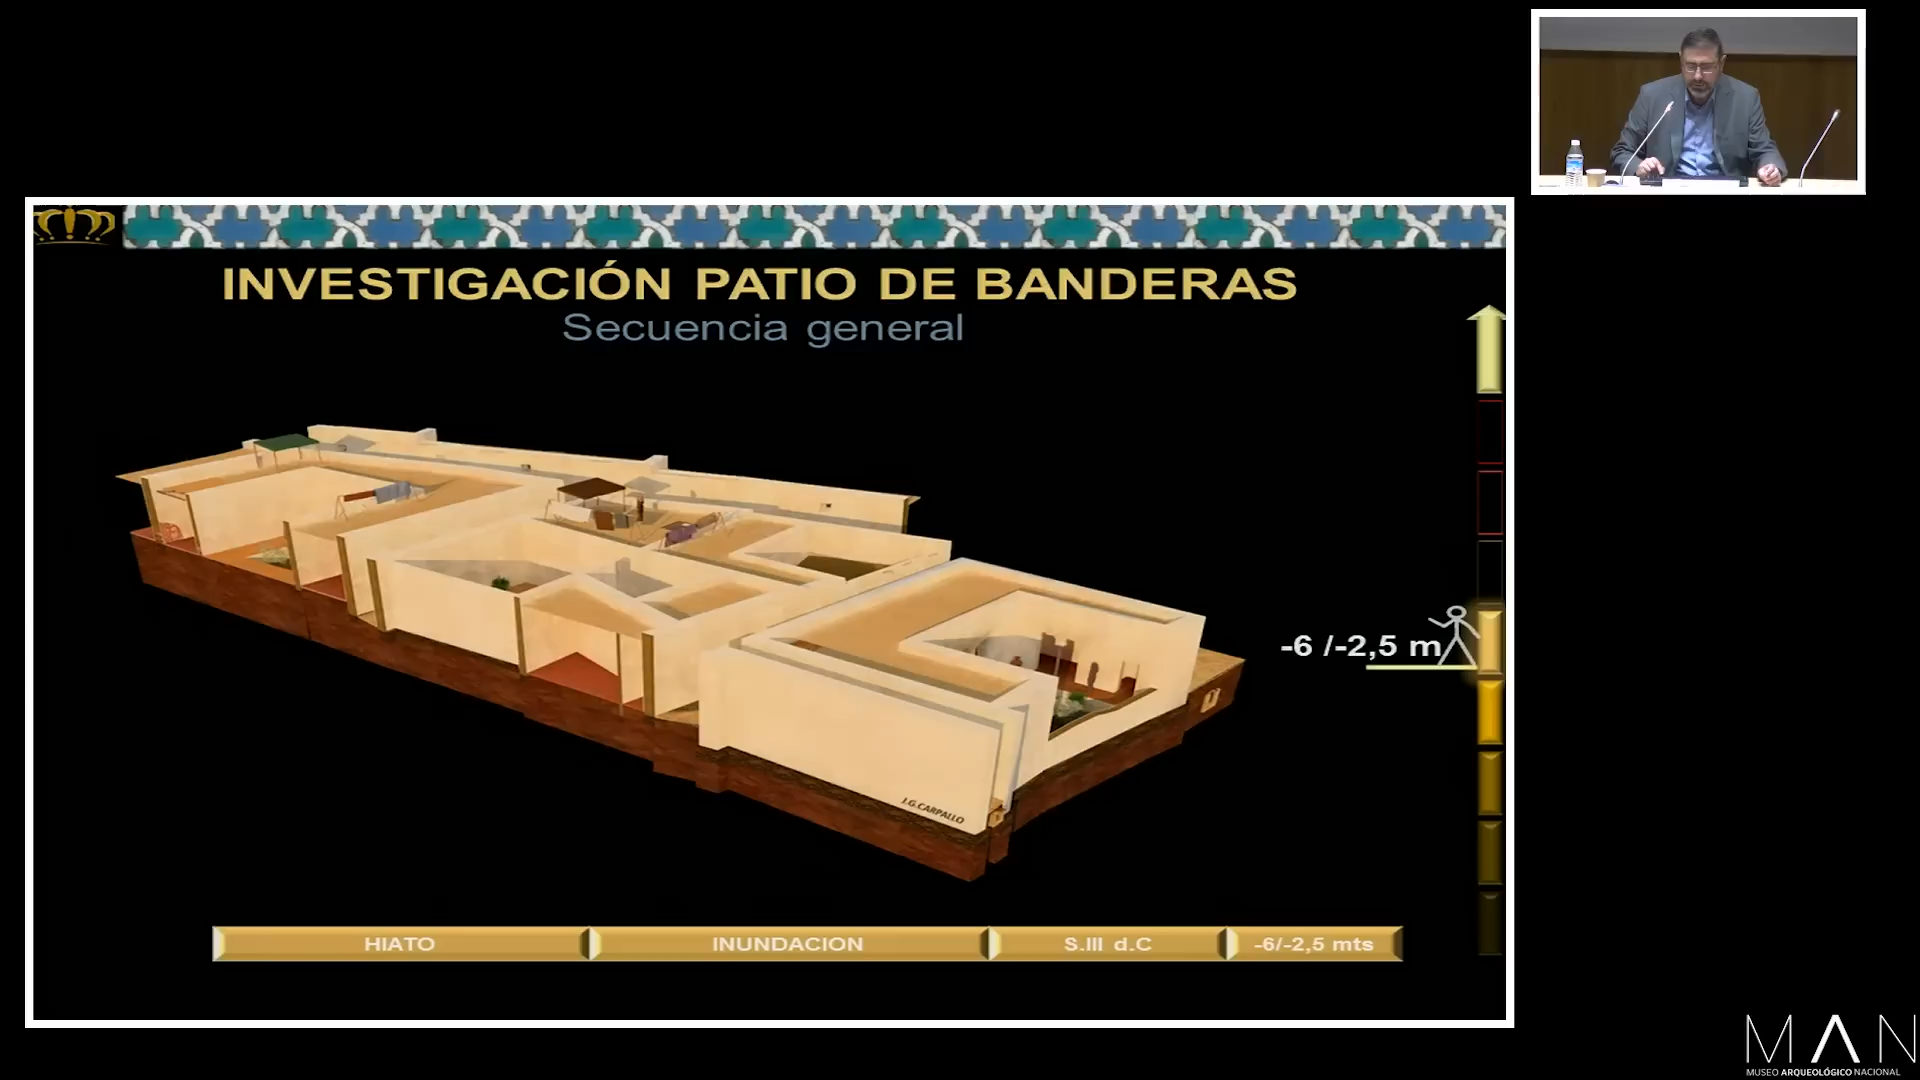 INVESTIGACIÓN PATIO DE BANDERAS
Secuencia general
-6 /-2,5 m
J.G.CARPALLO
HIATO
INUNDACION
S.III d.C
-6/-2,5 mts
MAN
MUSEO ARQUEOLÓGICO NACIONAL